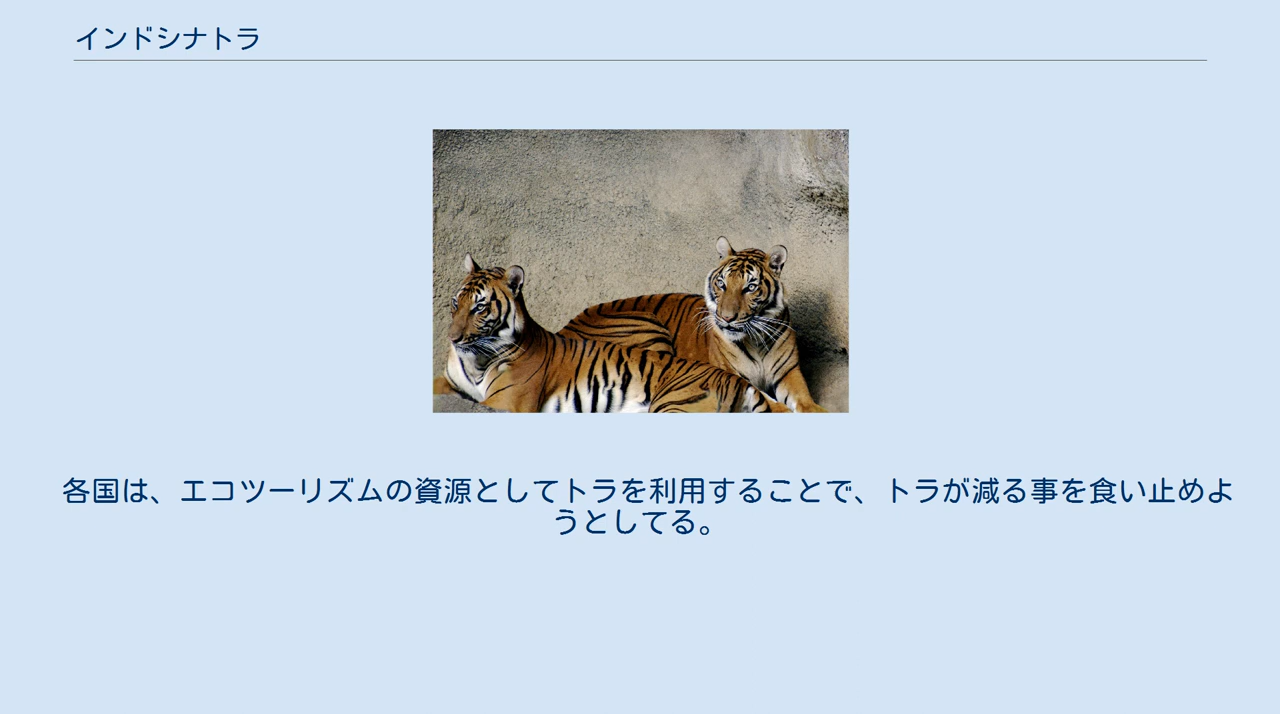 インドシナトラ
各国は、エコツーリズムの資源としてトラを利用することで、トラが減る事を食い止めよ
うとしてる。